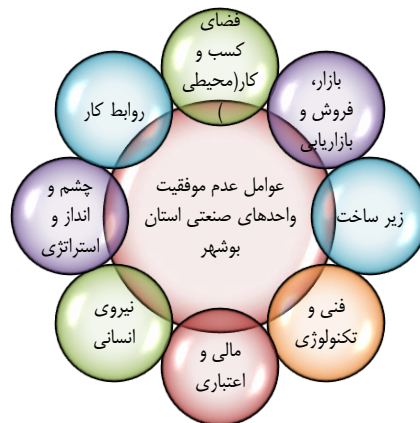 عوامل عدم موفقیت
واحدهای صنعتی استان
بوشهر
فضای
کسب و
کار(محیطی
)
بازار،
فروش و
بازاریابی
زیر ساخت
فنی و
تکنولوژی
مالی و
اعتباری
نیروی
انسانی
چشم و
انداز و
استراتژی
روابط کار